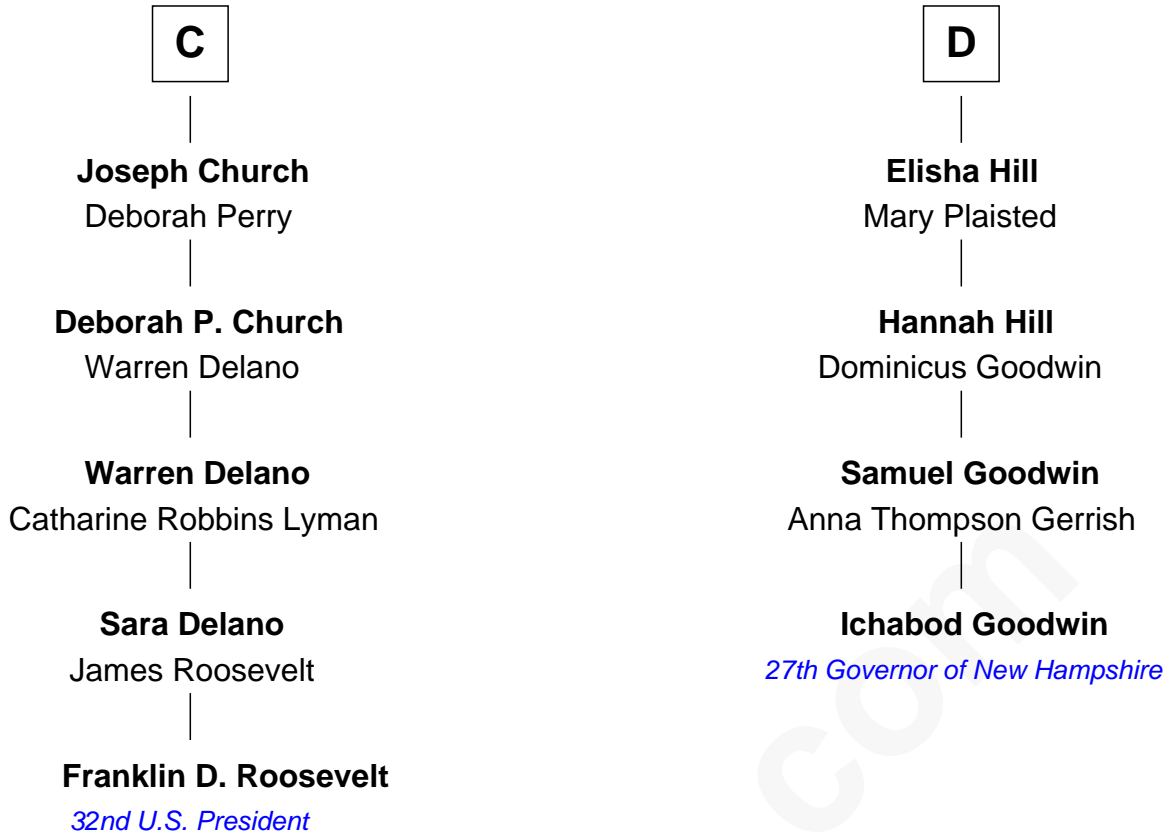 C
Joseph Church
Deborah Perry
Deborah P. Church
Warren Delano
Warren Delano
Catharine Robbins Lyman
Sara Delano
James Roosevelt
Franklin D. Roosevelt
32nd U.S. President
D
Elisha Hill
Mary Plaisted
Hannah Hill
Dominicus Goodwin
Samuel Goodwin
Anna Thompson Gerrish
Ichabod Goodwin
27th Governor of New Hampshire
com